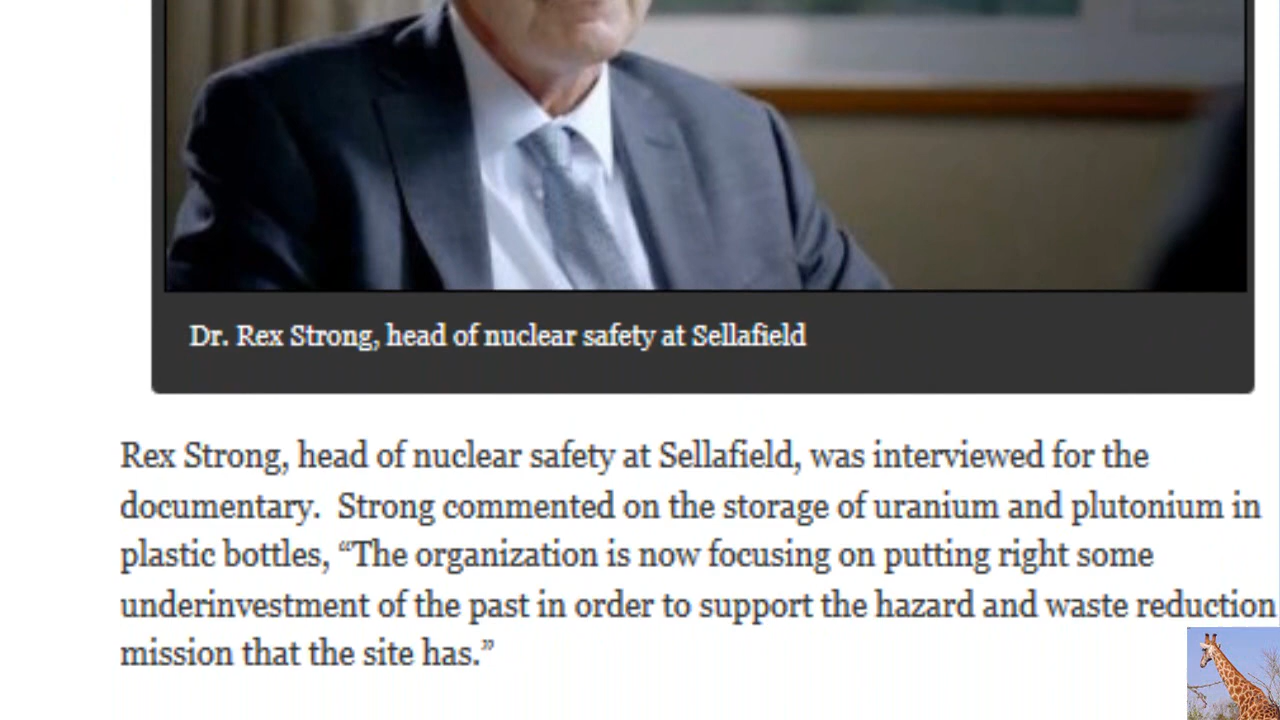 Dr. Rex Strong, head of nuclear safety at Sellafield
Rex Strong, head of nuclear safety at Sellafield, was interviewed for the
documentary.  Strong commented on the storage of uranium and plutonium in
plastic bottles, “The organization is now focusing on putting right some
underinvestment of the past in order to support the hazard and waste reduction
mission that the site has.”